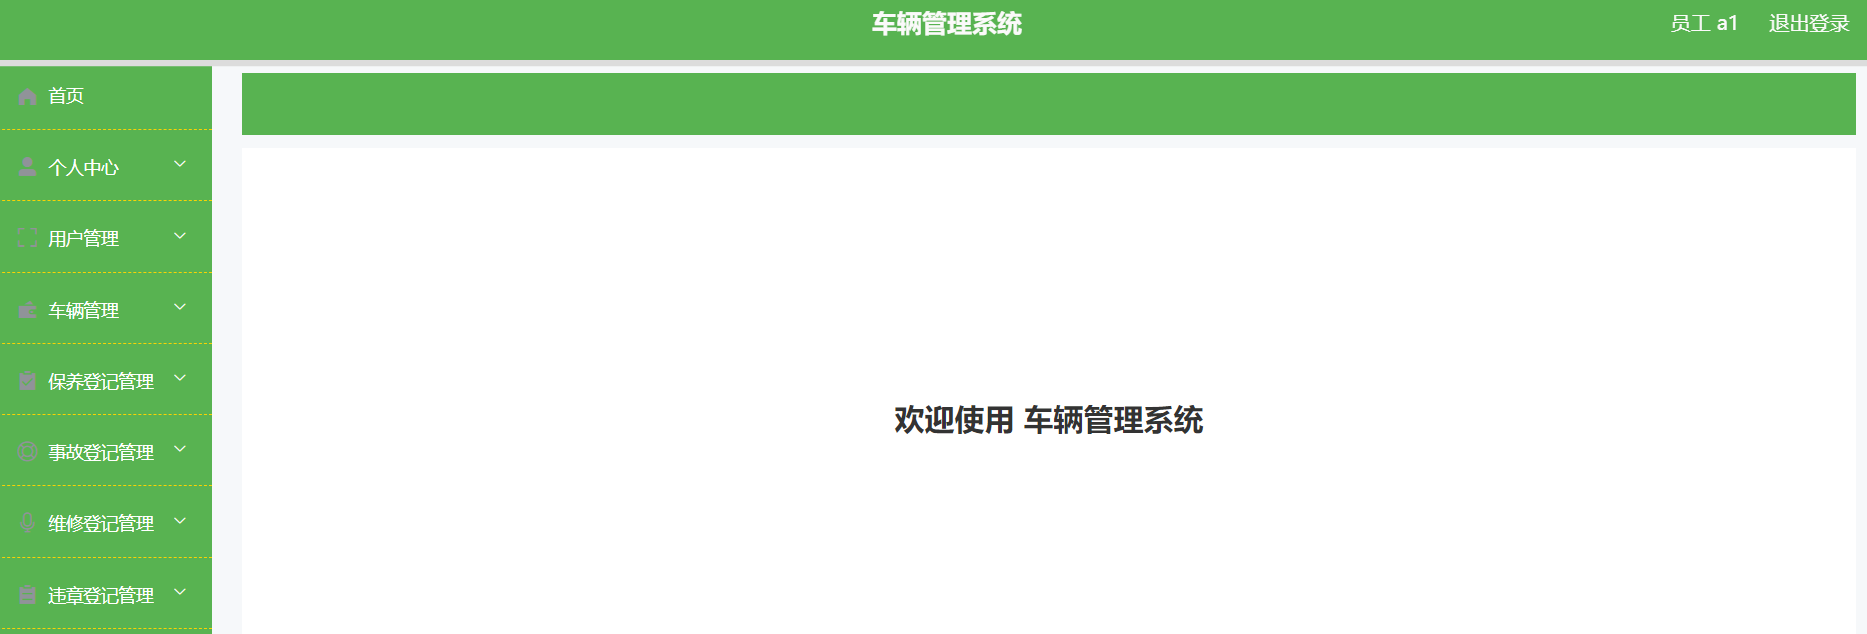 车辆管理系统
员工 a1 退出登录
首页
个人中心
用户管理
车辆管理
保养登记管理
事故登记管理
维修登记管理
违章登记管理
欢迎使用 车辆管理系统